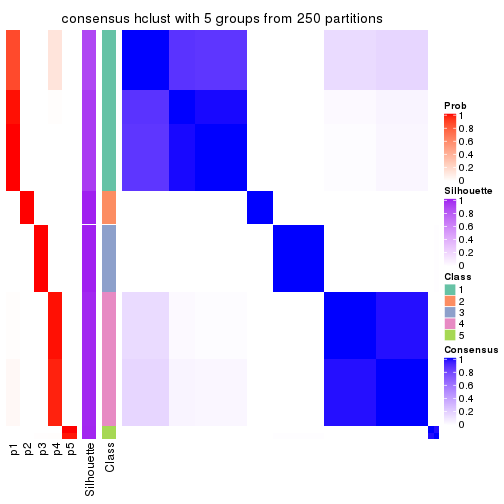 consensus hclust with 5 groups from 250 partitions
Prob
1
0.8
0.6
0.4
0.2
0
Silhouette
1
0.8
0.6
0.4
0.2
0
Class
1
2
3
4
5
Consensus
1
0.8
0.6
0.4
0.2
0
p1
p2
p3
p4
p5
Silhouette
Class